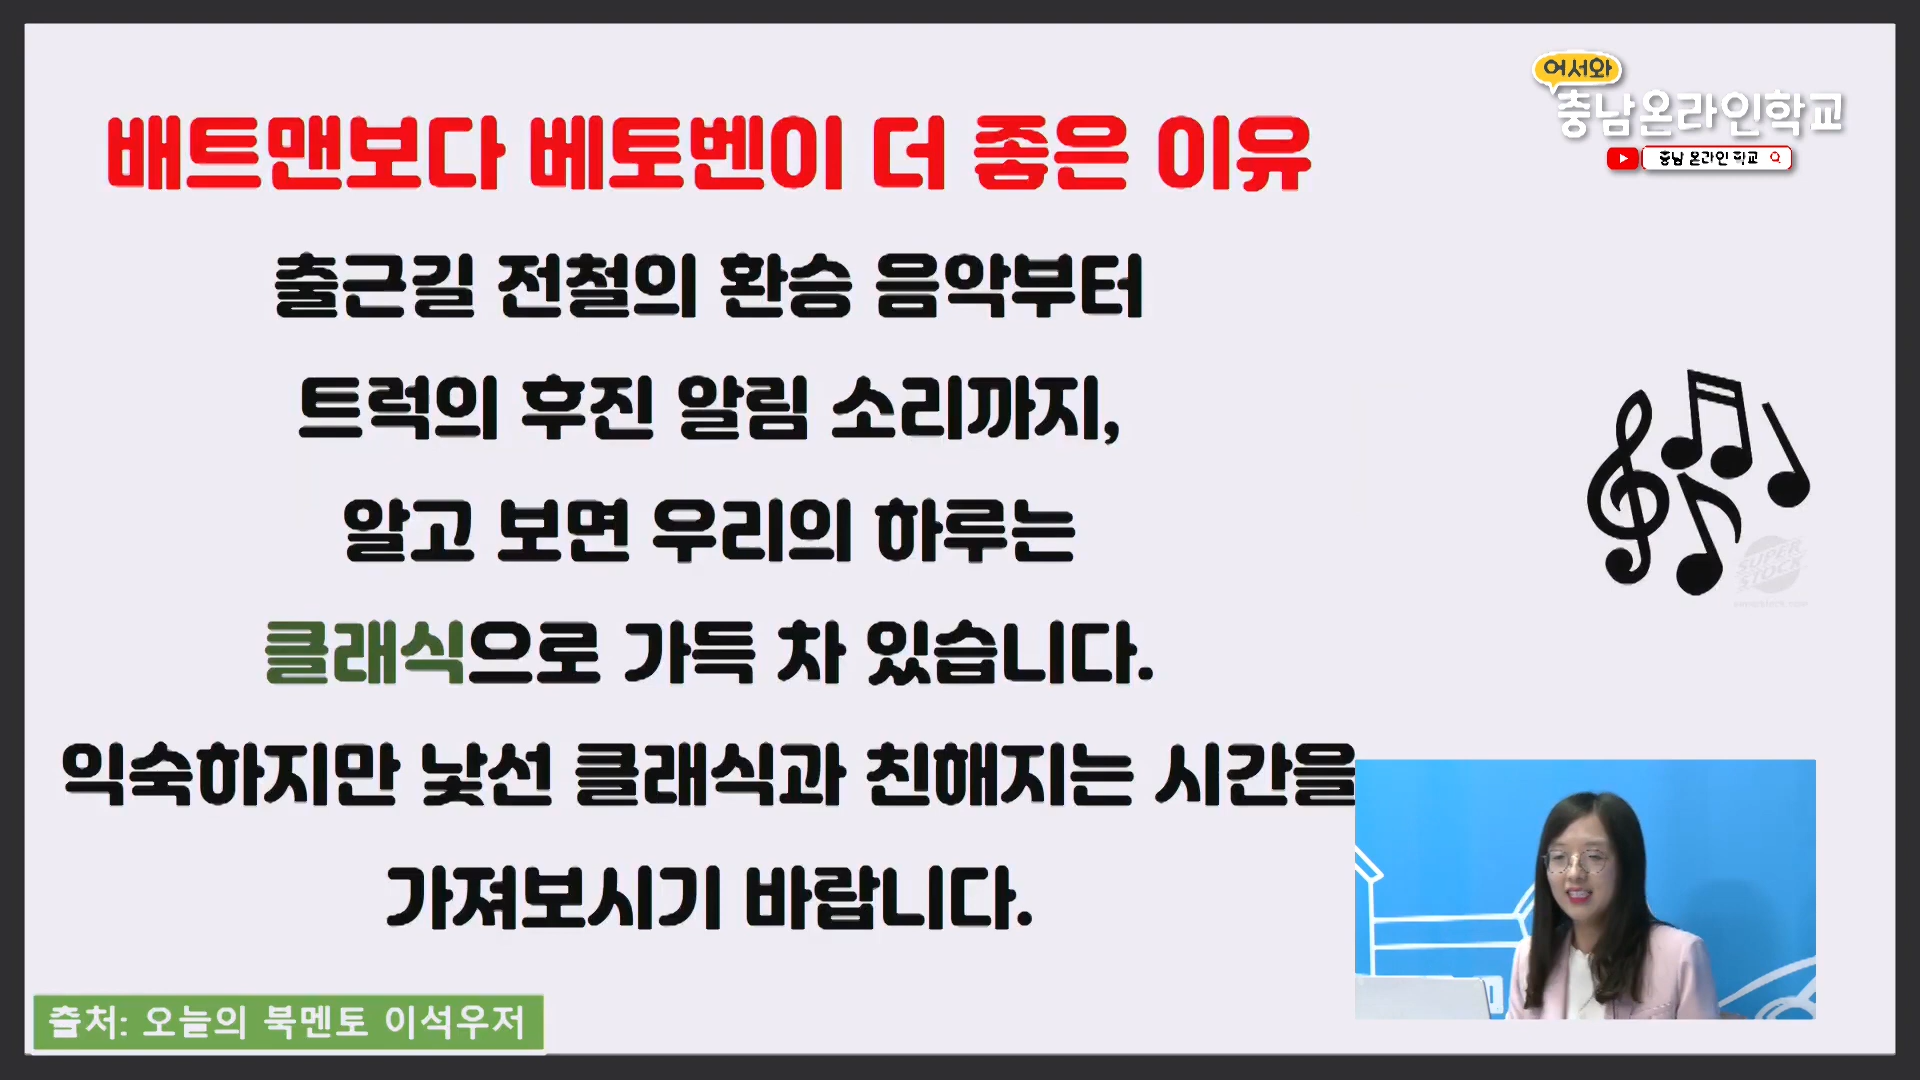 어서와
충남온라인학교
충남 온라인 학교
배트맨보다 베토벤이 더 좋은 이유
출근길 전철의 환승 음악부터
트럭의 후진 알림 소리까지,
알고 보면 우리의 하루는
클래식으로 가득 차 있습니다.
익숙하지만 낯선 클래식과 친해지는 시간을
가져보시기 바랍니다.
SUPER
STOCK
출처: 오늘의 북멘토 이석우저